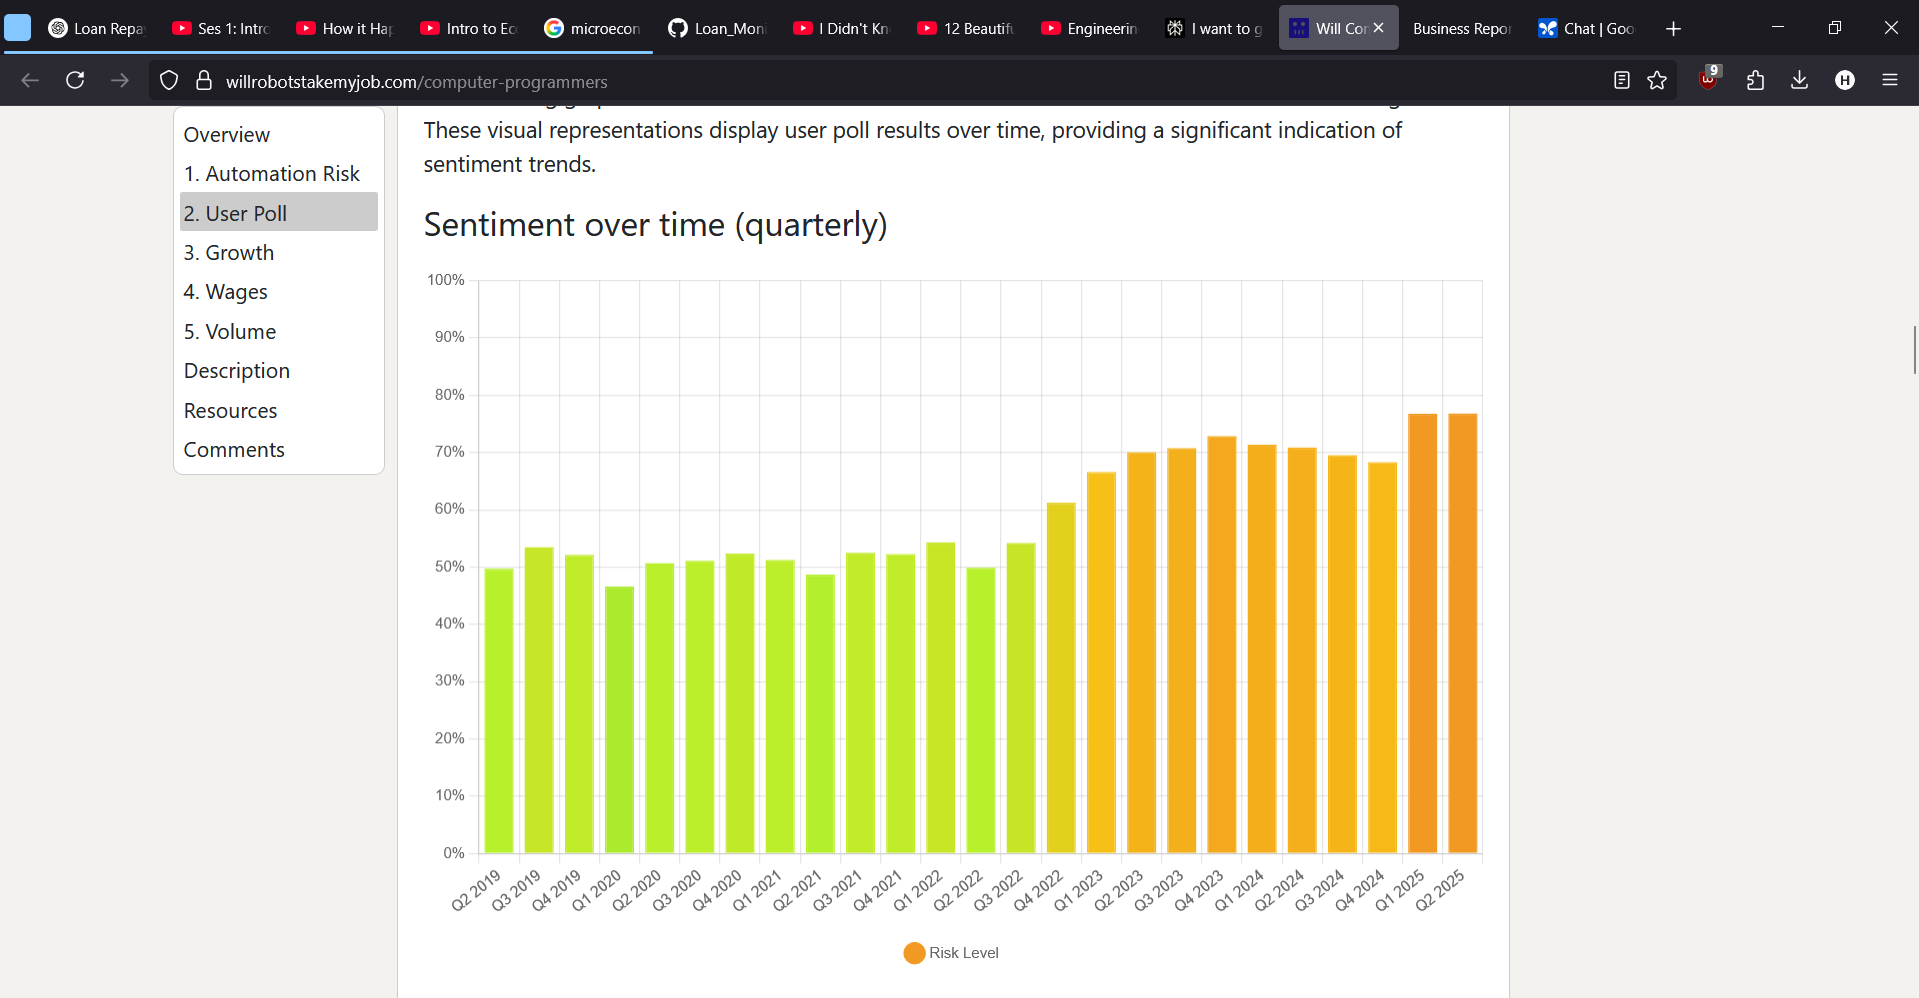 Loan Repa
Ses 1: Intro
How it Hap
Intro to Ec
microecon
Loan_Moni
I Didn't Kn
12 Beautifu
Engineerin
I want to g
Will Con
Business Repor
Chat | Goo
willrobotstakemyjob.com/computer-programmers
9
H
Overview
1. Automation Risk
2. User Poll
3. Growth
4. Wages
5. Volume
Description
Resources
Comments
These visual representations display user poll results over time, providing a significant indication of
sentiment trends.
Sentiment over time (quarterly)
100%
90%
80%
70%
60%
50%
40%
30%
20%
10%
0%
Q2 2019
Q3 2019
Q4 2019
Q1 2020
Q2 2020
Q3 2020
Q4 2020
Q1 2021
Q2 2021
Q3 2021
Q4 2021
Q1 2022
Q2 2022
Q3 2022
Q4 2022
Q1 2023
Q2 2023
Q3 2023
Q4 2023
Q1 2024
Q2 2024
Q3 2024
Q4 2024
Q1 2025
Q2 2025
Risk Level